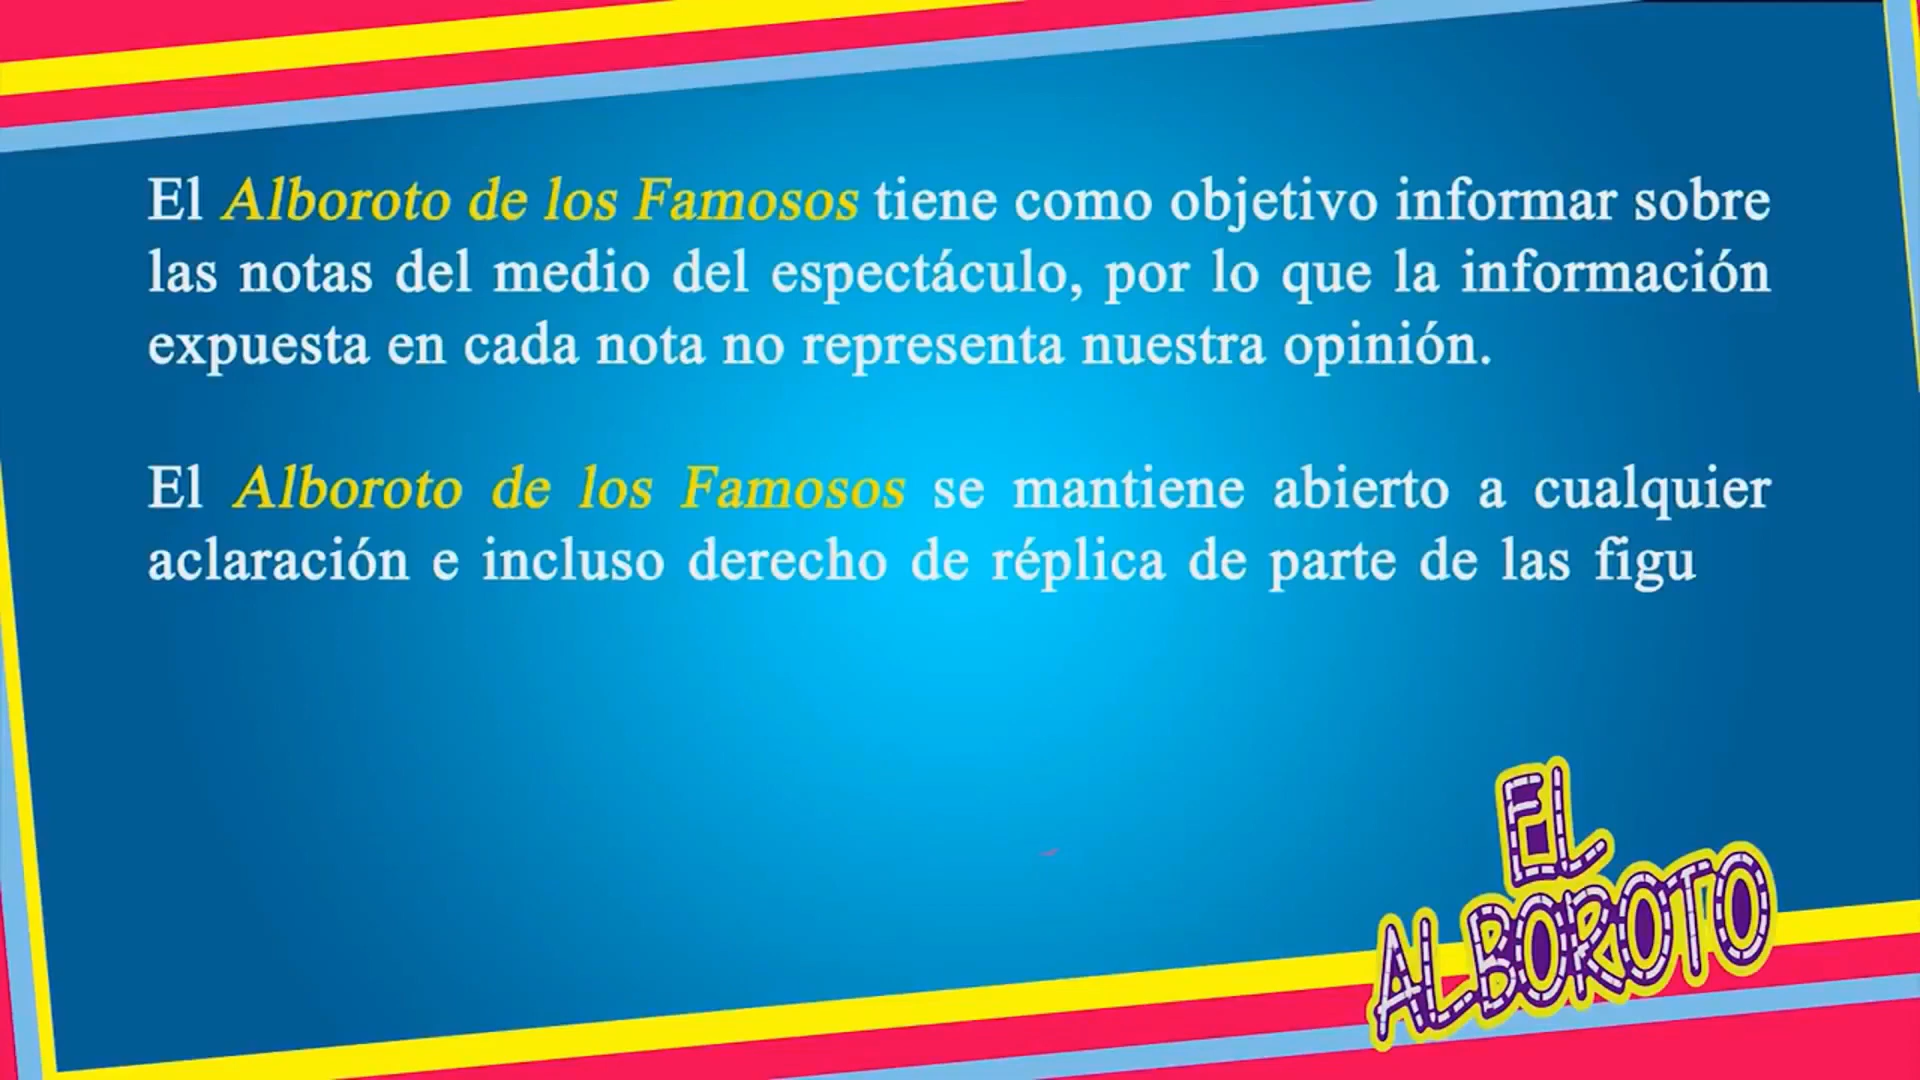 El Alboroto de los Famosos tiene como objetivo informar sobre
las notas del medio del espectáculo, por lo que la información
expuesta en cada nota no representa nuestra opinión.
El Alboroto de los Famosos se mantiene abierto a cualquier
aclaración e incluso derecho de réplica de parte de las figu
EL
ALBOROTO